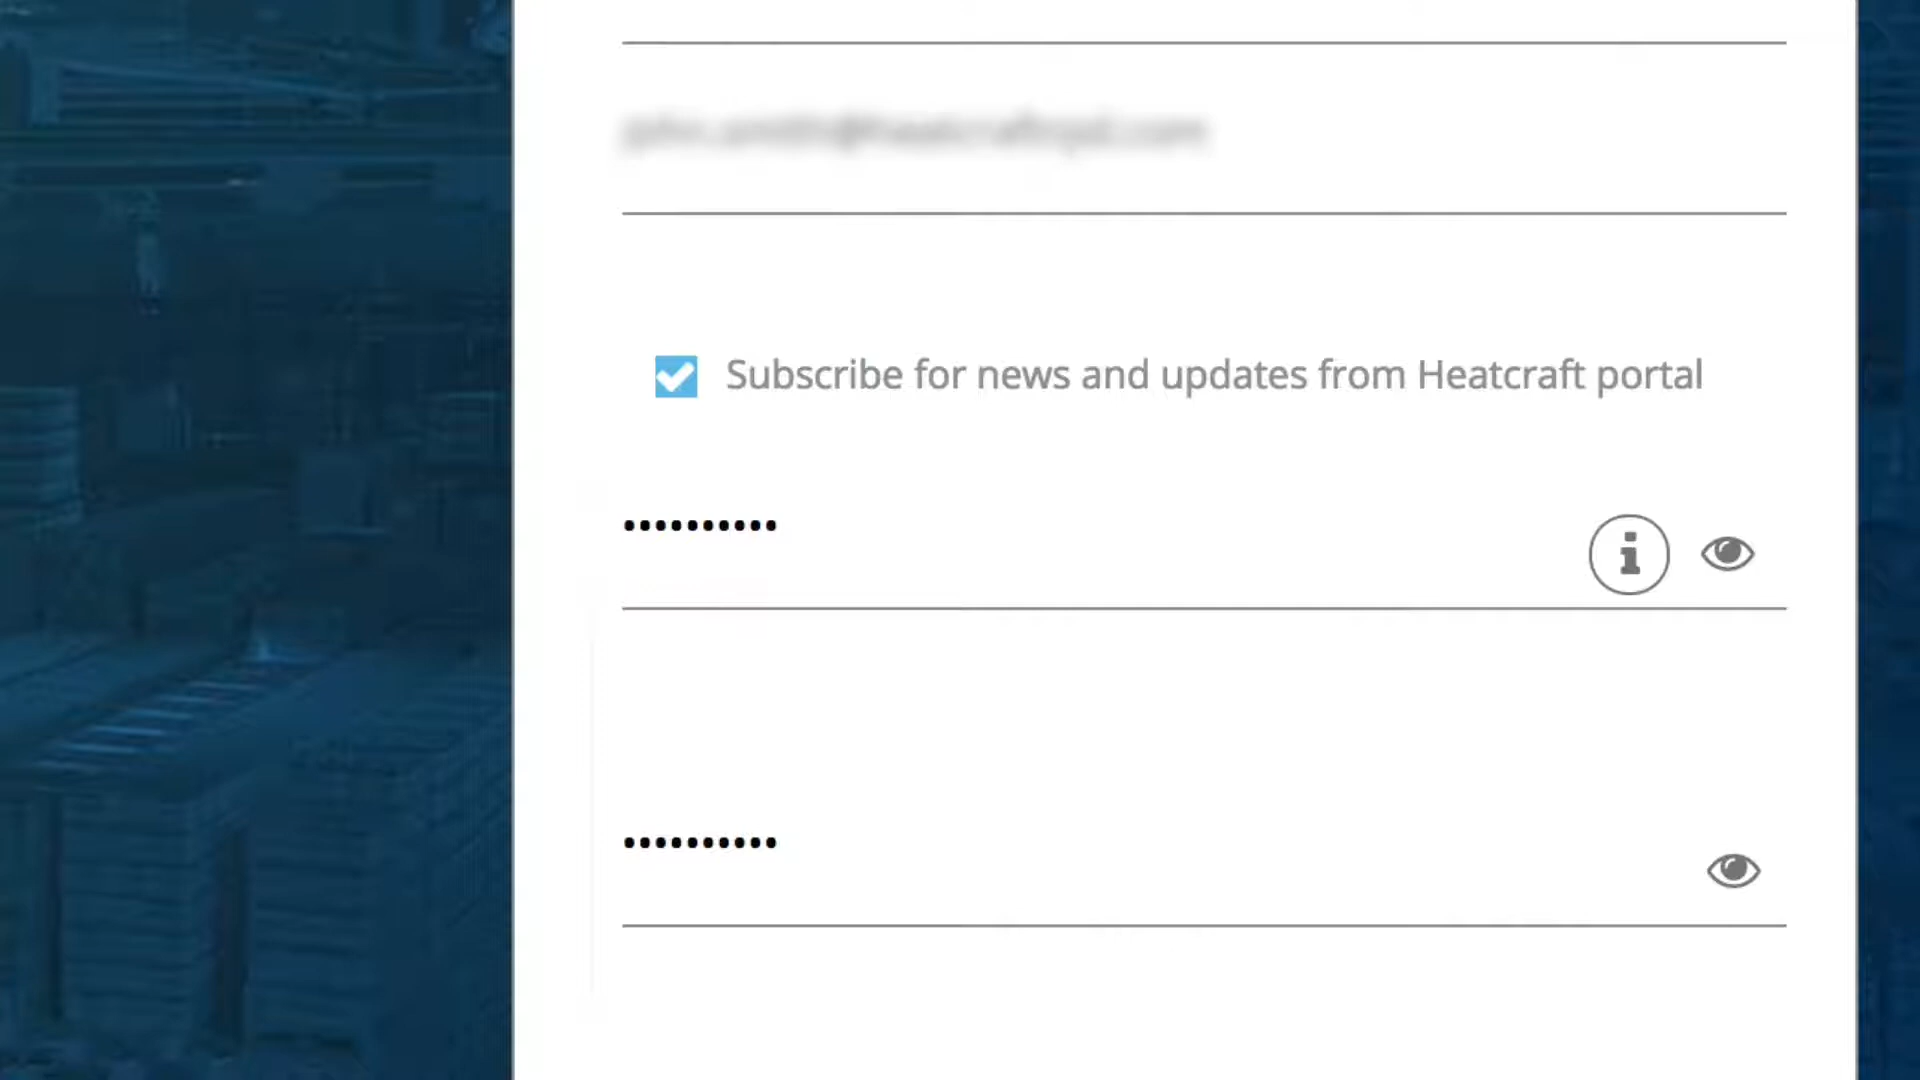 Subscribe for news and updates from Heatcraft portal
••••••••••
••••••••••